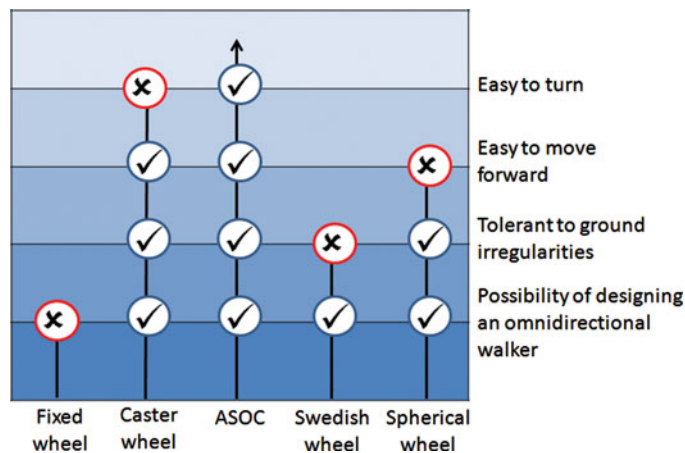 Easy to turn
Easy to move
forward
Tolerant to ground
irregularities
Possibility of designing
an omnidirectional
walker
Fixed
wheel
Caster
wheel
ASOC
Swedish
wheel
Spherical
wheel